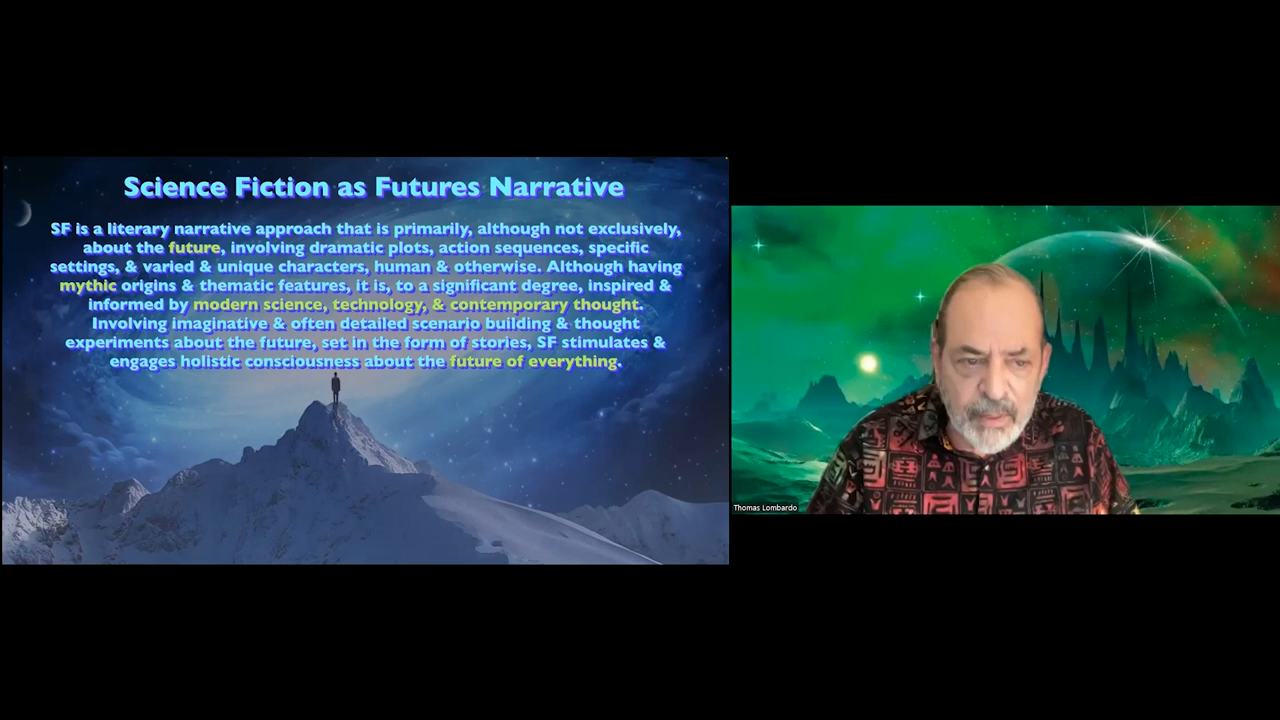 Science Fiction as Futures Narrative
SF is a literary narrative approach that is primarily, although not exclusively,
about the future, involving dramatic plots, action sequences, specific
settings, & varied & unique characters, human & otherwise. Although having
mythic origins & thematic features, it is, to a significant degree, inspired &
informed by modern science, technology, & contemporary thought.
Involving imaginative & often detailed scenario building & thought
experiments about the future, set in the form of stories, SF stimulates &
engages holistic consciousness about the future of everything.
Thomas Lombardo